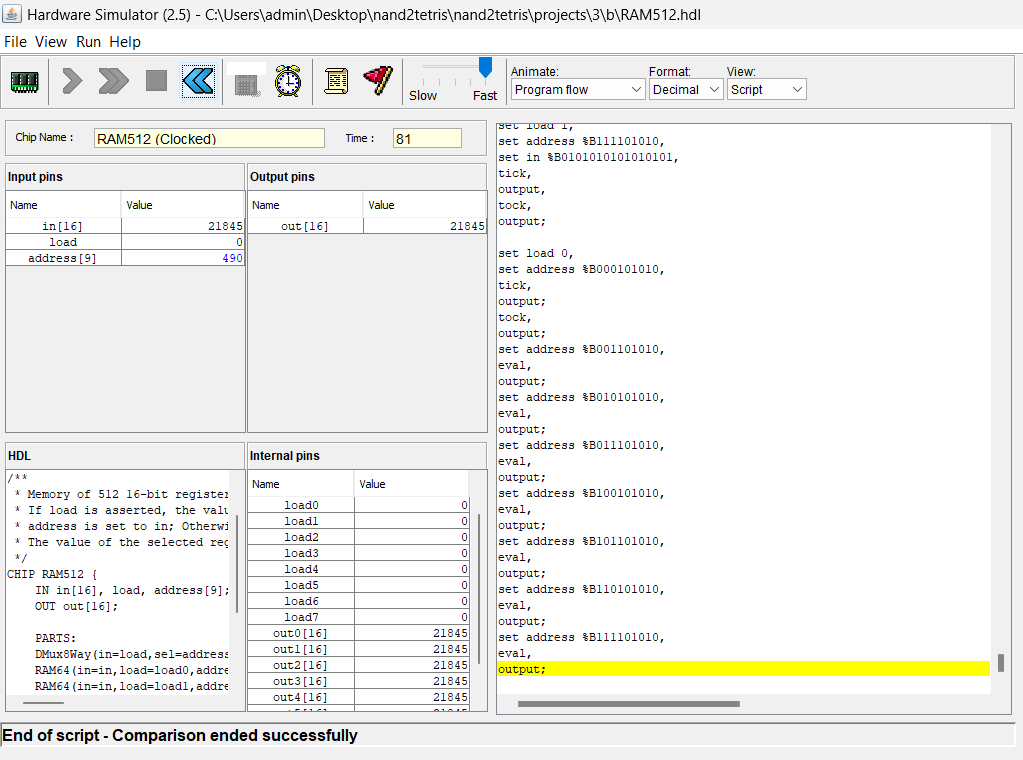 Hardware Simulator (2.5) - C:\Users\admin\Desktop\nand2tetris\nand2tetris\projects\3\b\RAM512.hdl
File View Run Help
Slow Fast
Animate: Format: View:
Program flow Decimal Script
Chip Name : RAM512 (Clocked) Time : 81
Input pins
Name Value
in[16] 21845
load 0
address[9] 490
Output pins
Name Value
out[16] 21845
HDL
/**
* Memory of 512 16-bit register
* If load is asserted, the valu
* address is set to in; Otherwi
* The value of the selected reg
*/
CHIP RAM512 {
IN in[16], load, address[9];
OUT out[16];
PARTS:
DMux8Way(in=load,sel=address
RAM64(in=in,load=load0,addre
RAM64(in=in,load=load1,addre
Internal pins
Name Value
load0 0
load1 0
load2 0
load3 0
load4 0
load5 0
load6 0
load7 0
out0[16] 21845
out1[16] 21845
out2[16] 21845
out3[16] 21845
out4[16] 21845
set load 1,
set address %B111101010,
set in %B0101010101010101,
tick,
output,
tock,
output;
set load 0,
set address %B000101010,
tick,
output;
tock,
output;
set address %B001101010,
eval,
output;
set address %B010101010,
eval,
output;
set address %B011101010,
eval,
output;
set address %B100101010,
eval,
output;
set address %B101101010,
eval,
output;
set address %B110101010,
eval,
output;
set address %B111101010,
eval,
output;
End of script - Comparison ended successfully